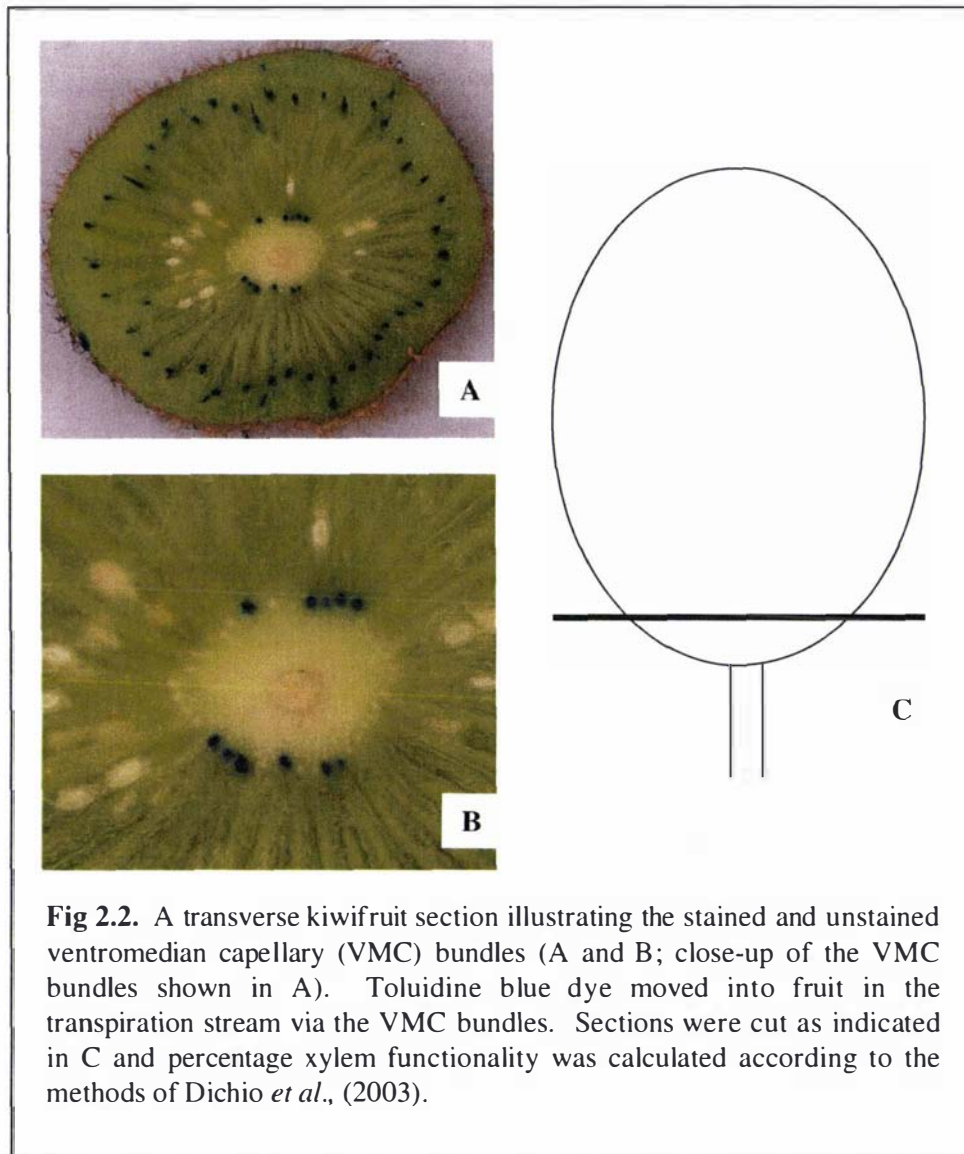 A
B
C
Fig 2.2. A transverse kiwifruit section illustrating the stained and unstained
ventromedian capellary (VMC) bundles (A and B; close-up of the VMC
bundles shown in A). Toluidine blue dye moved into fruit in the
transpiration stream via the VMC bundles. Sections were cut as indicated
in C and percentage xylem functionality was calculated according to the
methods of Dichio et al., (2003).